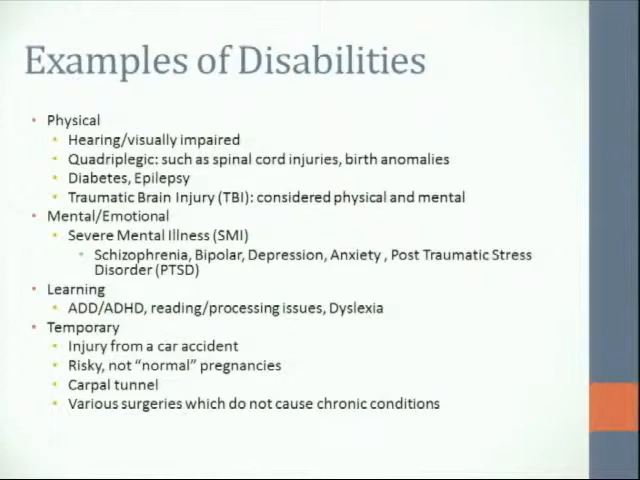 Examples of Disabilities
• Physical
• Hearing/visually impaired
• Quadriplegic: such as spinal cord injuries, birth anomalies
• Diabetes, Epilepsy
• Traumatic Brain Injury (TBI): considered physical and mental
• Mental/Emotional
• Severe Mental Illness (SMI)
• Schizophrenia, Bipolar, Depression, Anxiety , Post Traumatic Stress
Disorder (PTSD)
• Learning
• ADD/ADHD, reading/processing issues, Dyslexia
• Temporary
• Injury from a car accident
• Risky, not “normal” pregnancies
• Carpal tunnel
• Various surgeries which do not cause chronic conditions